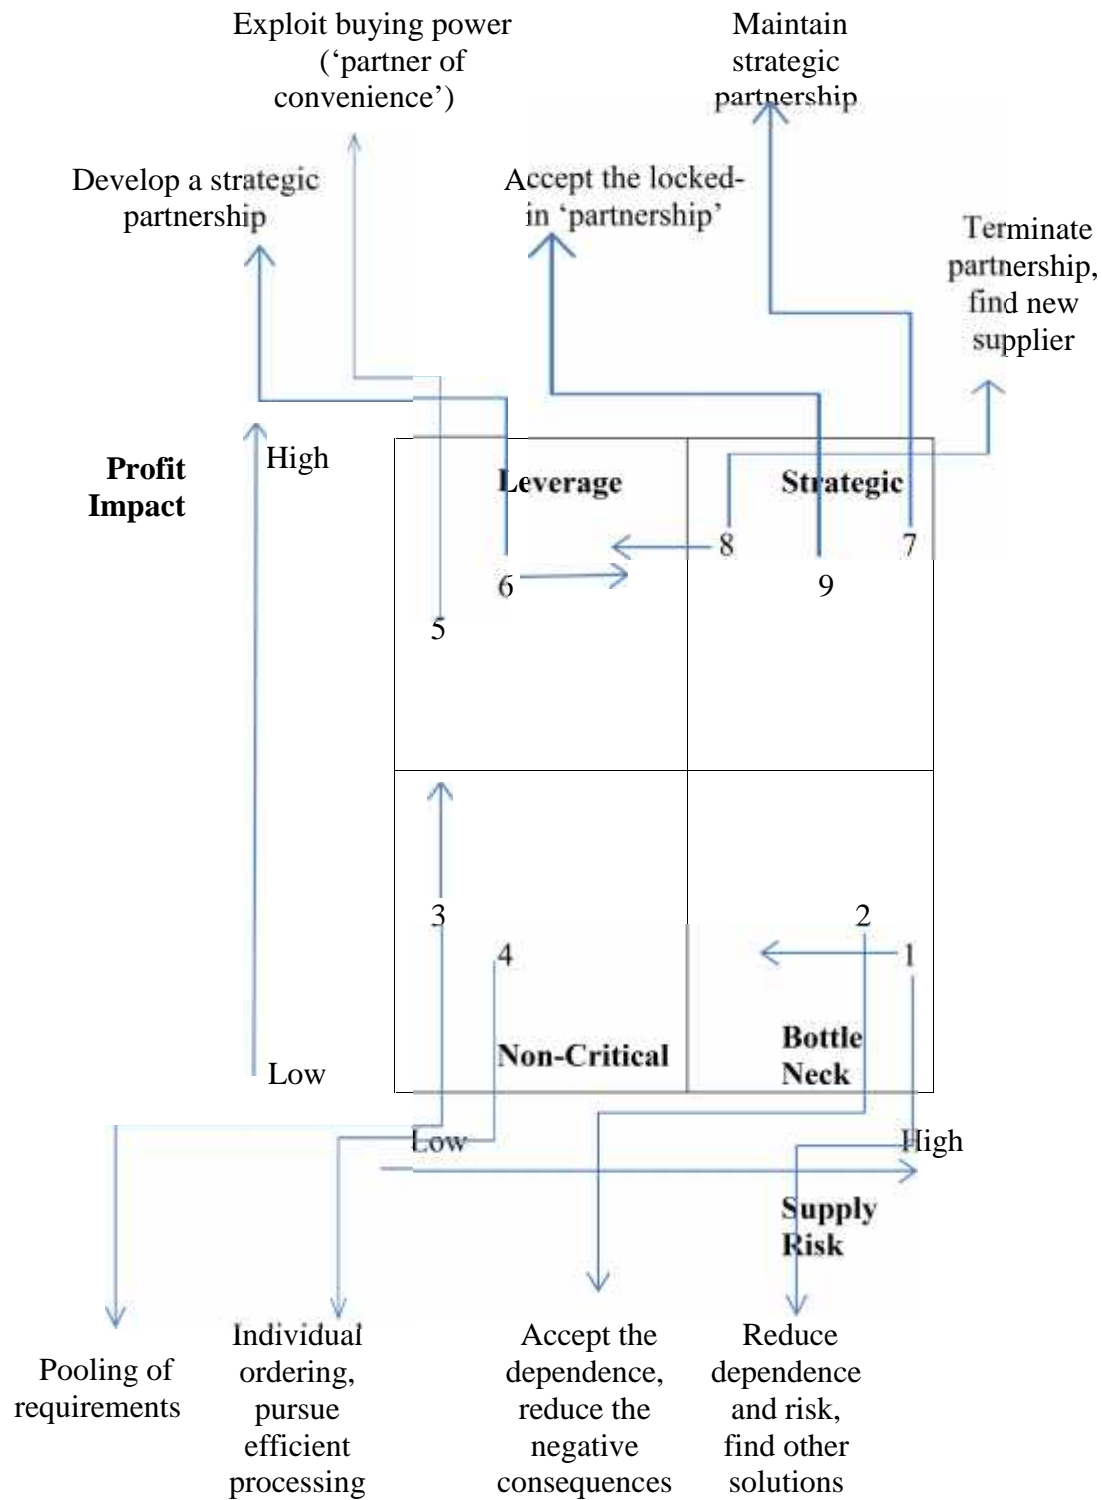 Exploit buying power
(‘partner of
convenience’)
Maintain
strategic
partnership
Develop a strategic
partnership
Accept the locked-
in ‘partnership’
Terminate
partnership,
find new
supplier
Profit
Impact
High
Leverage
Strategic
8
7
6
9
5
3
2
4
1
Non-Critical
Bottle
Neck
Low
Low
High
Supply
Risk
Pooling of
requirements
Individual
ordering,
pursue
efficient
processing
Accept the
dependence,
reduce the
negative
consequences
Reduce
dependence
and risk,
find other
solutions